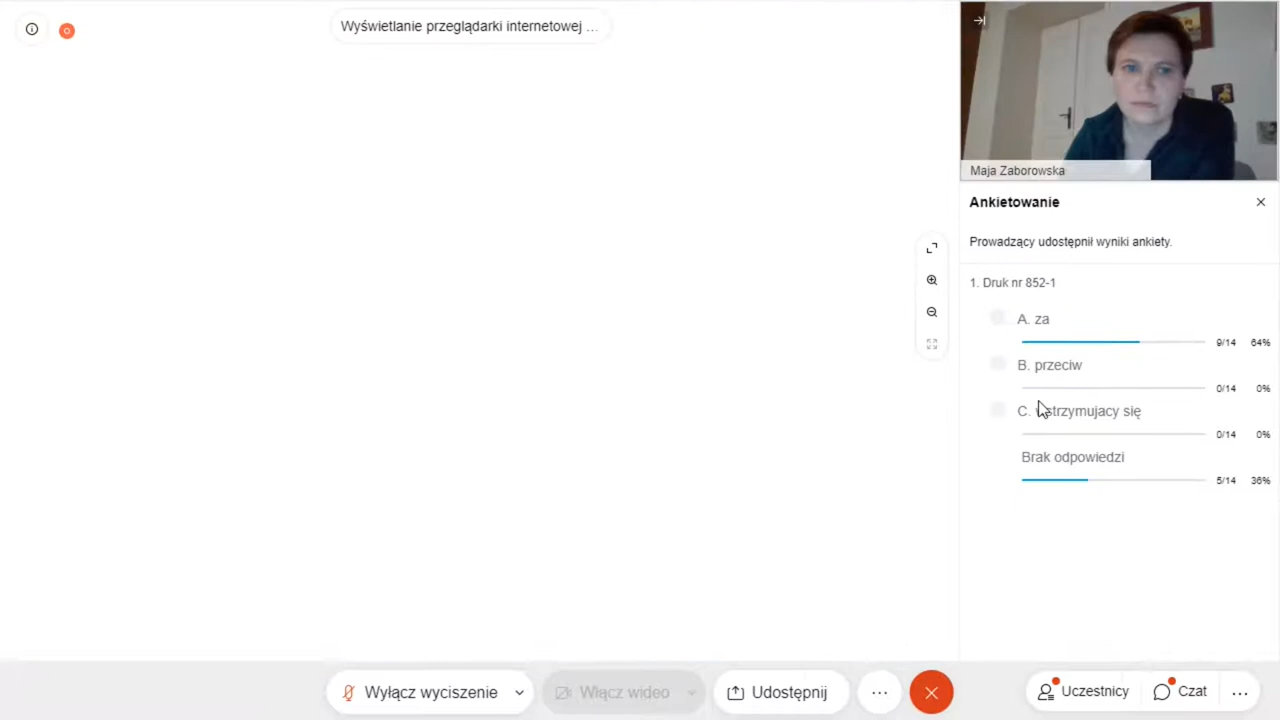 Wyświetlanie przeglądarki internetowej ...
Maja Zaborowska
Ankietowanie
Prowadzący udostępnił wyniki ankiety.
1. Druk nr 852-1
A. za
9/14 64%
B. przeciw
0/14 0%
C. wstrzymujacy się
0/14 0%
Brak odpowiedzi
5/14 36%
Wyłącz wyciszenie
Włącz wideo
Udostępnij
Uczestnicy
Czat